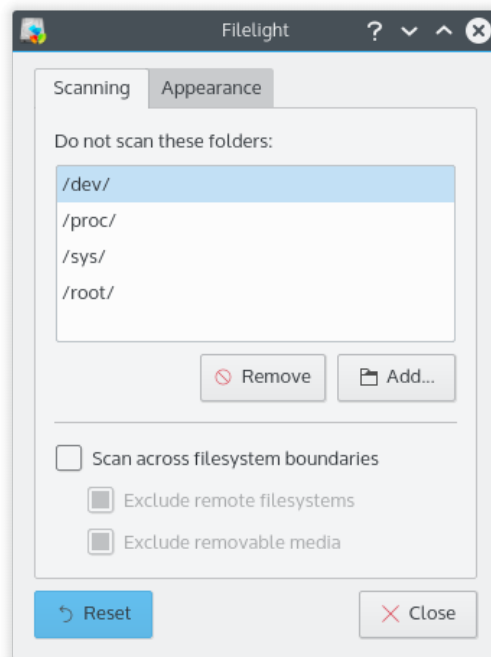 Filelight
Scanning Appearance
Do not scan these folders:
/dev/
/proc/
/sys/
/root/
Remove Add...
Scan across filesystem boundaries
Exclude remote filesystems
Exclude removable media
Reset Close